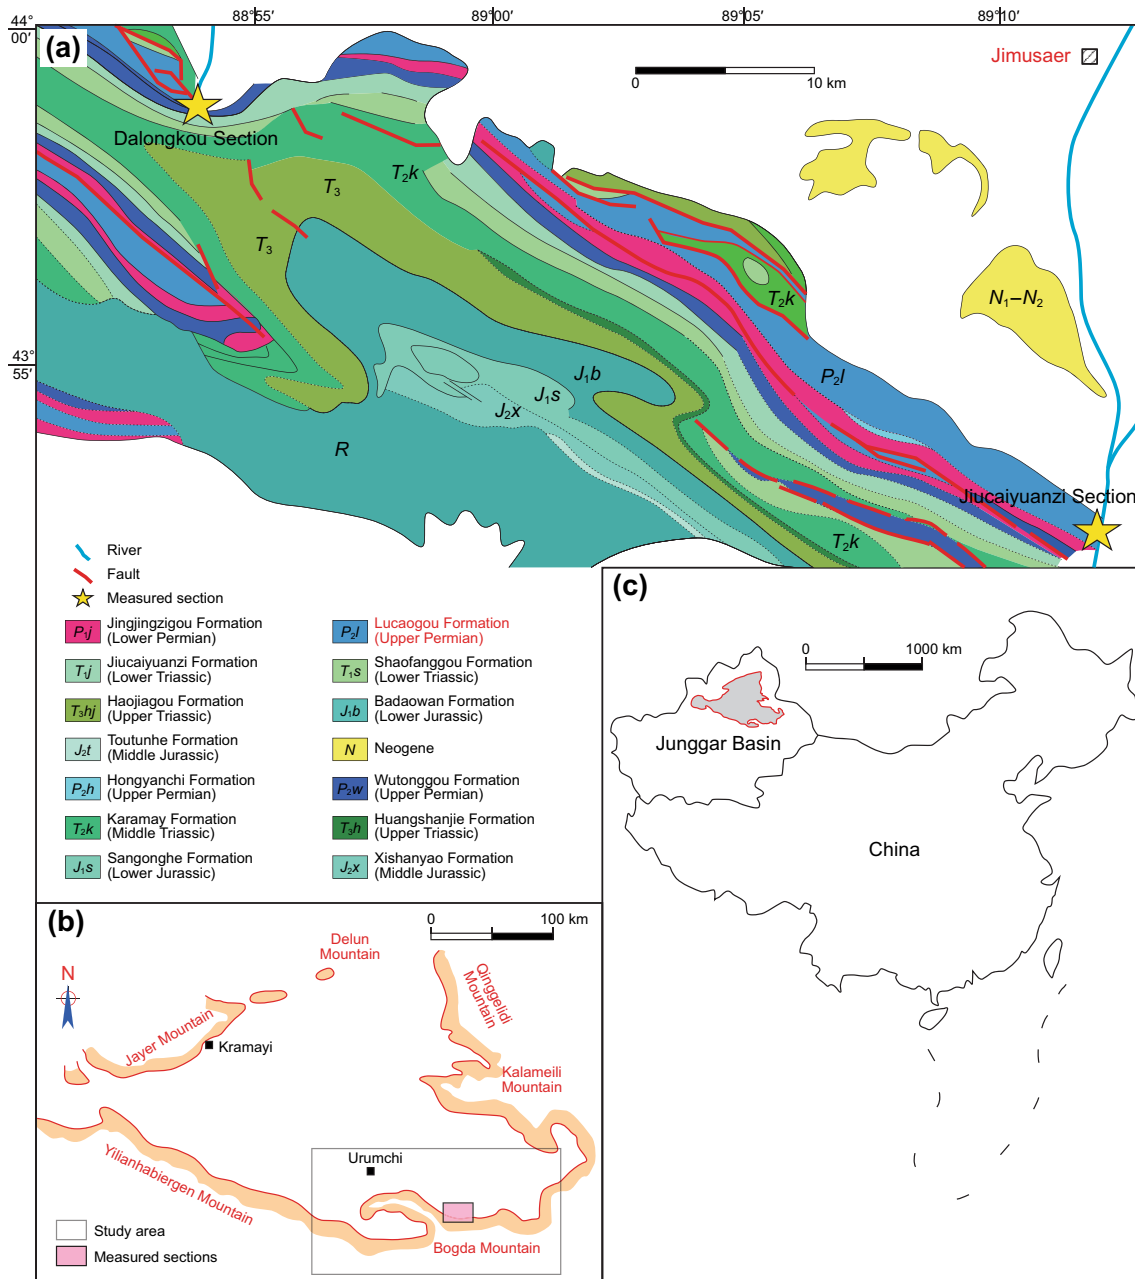 88°55′
89°00′
89°05′
89°10′
44°
00′
(a)
Jimusaer
0
10 km
Dalongkou Section
T₃
T₂k
T₃
T₂k
N₁–N₂
43°
55′
P₂l
J₁b
J₁s
J₂x
R
Jiucaiyuanzi Section
T₂k
River
Fault
Measured section
P₁j
Jingjingzigou Formation
(Lower Permian)
P₂l
Lucaogou Formation
(Upper Permian)
T₁j
Jiucaiyuanzi Formation
(Lower Triassic)
T₁s
Shaofanggou Formation
(Lower Triassic)
T₃hj
Haojiagou Formation
(Upper Triassic)
J₁b
Badaowan Formation
(Lower Jurassic)
J₂t
Toutunhe Formation
(Middle Jurassic)
N
Neogene
P₂h
Hongyanchi Formation
(Upper Permian)
P₂w
Wutonggou Formation
(Upper Permian)
T₂k
Karamay Formation
(Middle Triassic)
T₃h
Huangshanjie Formation
(Upper Triassic)
J₁s
Sangonghe Formation
(Lower Jurassic)
J₂x
Xishanyao Formation
(Middle Jurassic)
(c)
0
1000 km
Junggar Basin
China
(b)
0
100 km
N
Delun
Mountain
Qinggelidi
Mountain
Jayer Mountain
Kramayi
Kalameili
Mountain
Yilianhabiergen Mountain
Urumchi
Bogda Mountain
Study area
Measured sections